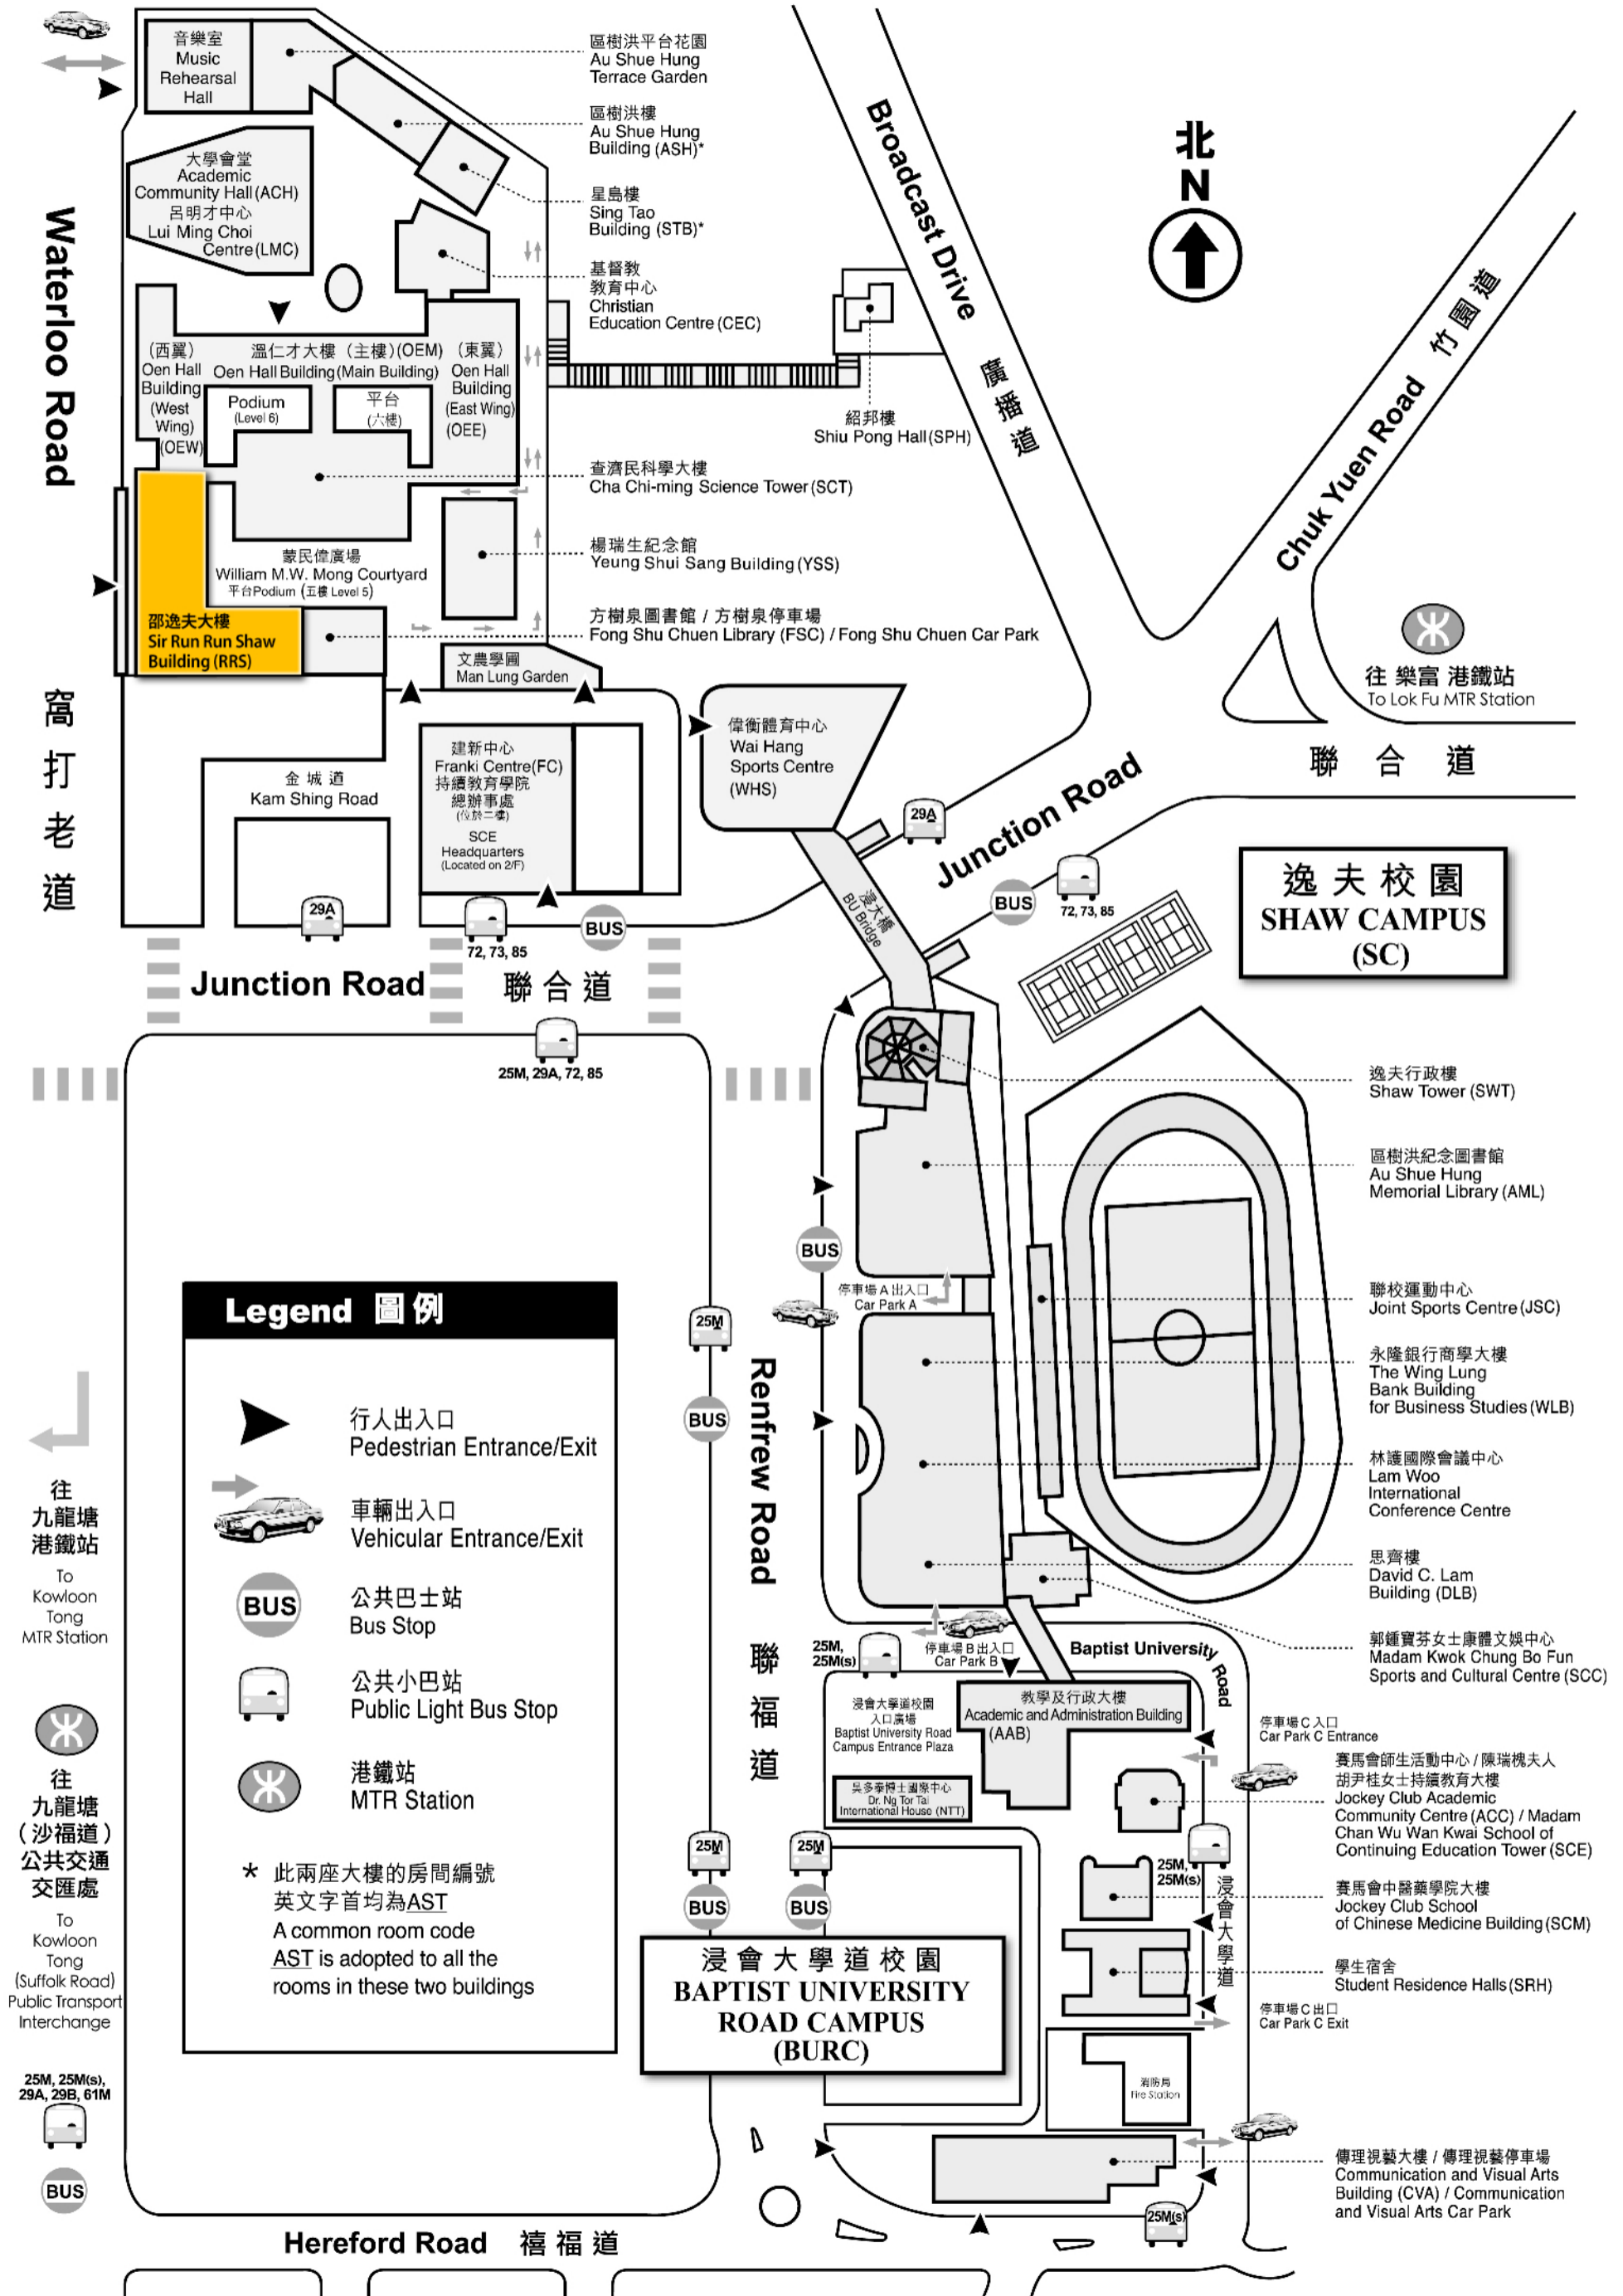 音樂室
Music
Rehearsal
Hall
區樹洪平台花園
Au Shue Hung
Terrace Garden
區樹洪樓
Au Shue Hung
Building (ASH)*
大學會堂
Academic
Community Hall (ACH)
呂明才中心
Lui Ming Choi
Centre (LMC)
星島樓
Sing Tao
Building (STB)*
基督教
教育中心
Christian
Education Centre (CEC)
Waterloo Road
窩打老道
Broadcast Drive
廣播道
北
N
Chuk Yuen Road 竹園道
(西翼)
Oen Hall
Building
(West
Wing)
(OEW)
溫仁才大樓 (主樓) (OEM)
Oen Hall Building (Main Building)
(東翼)
Oen Hall
Building
(East Wing)
(OEE)
Podium
(Level 6)
平台
(六樓)
紹邦樓
Shiu Pong Hall (SPH)
查濟民科學大樓
Cha Chi-ming Science Tower (SCT)
楊瑞生紀念館
Yeung Shui Sang Building (YSS)
蒙民偉廣場
William M.W. Mong Courtyard
平台Podium (五樓 Level 5)
邵逸夫大樓
Sir Run Run Shaw
Building (RRS)
方樹泉圖書館 / 方樹泉停車場
Fong Shu Chuen Library (FSC) / Fong Shu Chuen Car Park
文農學圃
Man Lung Garden
往 樂富 港鐵站
To Lok Fu MTR Station
聯合道
建新中心
Franki Centre(FC)
持續教育學院
總辦事處
(位於二樓)
SCE
Headquarters
(Located on 2/F)
偉衡體育中心
Wai Hang
Sports Centre
(WHS)
金城道
Kam Shing Road
Junction Road
29A
浸大橋
BU Bridge
BUS
72, 73, 85
29A
72, 73, 85
BUS
逸夫校園
SHAW CAMPUS
(SC)
Junction Road 聯合道
25M, 29A, 72, 85
逸夫行政樓
Shaw Tower (SWT)
區樹洪紀念圖書館
Au Shue Hung
Memorial Library (AML)
聯校運動中心
Joint Sports Centre (JSC)
永隆銀行商學大樓
The Wing Lung
Bank Building
for Business Studies (WLB)
林護國際會議中心
Lam Woo
International
Conference Centre
思齊樓
David C. Lam
Building (DLB)
郭鍾寶芬女士康體文娛中心
Madam Kwok Chung Bo Fun
Sports and Cultural Centre (SCC)
BUS
停車場 A 出入口
Car Park A
25M
BUS
Renfrew Road
聯福道
Legend 圖例
行人出入口
Pedestrian Entrance/Exit
車輛出入口
Vehicular Entrance/Exit
BUS
公共巴士站
Bus Stop
公共小巴站
Public Light Bus Stop
港鐵站
MTR Station
* 此兩座大樓的房間編號
英文字首均為AST
A common room code
AST is adopted to all the
rooms in these two buildings
往
九龍塘
港鐵站
To
Kowloon
Tong
MTR Station
往
九龍塘
(沙福道)
公共交通
交匯處
To
Kowloon
Tong
(Suffolk Road)
Public Transport
Interchange
25M, 25M(s),
29A, 29B, 61M
BUS
25M,
25M(s)
停車場 B 出入口
Car Park B
Baptist University Road
浸會大學道校園
入口廣場
Baptist University Road
Campus Entrance Plaza
教學及行政大樓
Academic and Administration Building
(AAB)
吳多泰博士國際中心
Dr. Ng Tor Tai
International House (NTT)
停車場 C 入口
Car Park C Entrance
賽馬會師生活動中心 / 陳瑞槐夫人
胡尹桂女士持續教育大樓
Jockey Club Academic
Community Centre (ACC) / Madam
Chan Wu Wan Kwai School of
Continuing Education Tower (SCE)
25M
25M
BUS
BUS
25M,
25M(s)
浸會大學道
賽馬會中醫藥學院大樓
Jockey Club School
of Chinese Medicine Building (SCM)
學生宿舍
Student Residence Halls (SRH)
停車場 C 出口
Car Park C Exit
浸會大學道校園
BAPTIST UNIVERSITY
ROAD CAMPUS
(BURC)
消防局
Fire Station
傳理視藝大樓 / 傳理視藝停車場
Communication and Visual Arts
Building (CVA) / Communication
and Visual Arts Car Park
25M(s)
Hereford Road 禧福道